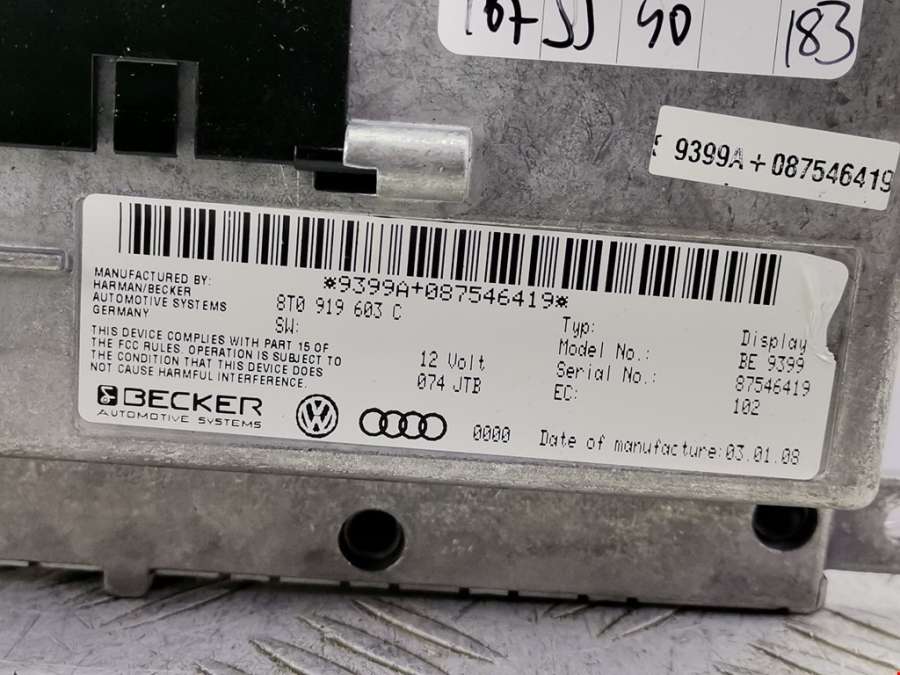 40
183
9399A+087546419
*9399A+087546419*
MANUFACTURED BY:
HARMAN/BECKER
AUTOMOTIVE SYSTEMS
GERMANY
8T0 919 603 C
SW:
THIS DEVICE COMPLIES WITH PART 15 OF
THE FCC RULES. OPERATION IS SUBJECT TO
THE CONDITION THAT THIS DEVICE DOES
NOT CAUSE HARMFUL INTERFERENCE.
12 Volt
074 JTB
Typ: Display
Model No.: BE 9399
Serial No.: 87546419
EC: 102
BECKER
AUTOMOTIVE SYSTEMS
VW
0000
Date of manufacture:03.01.08